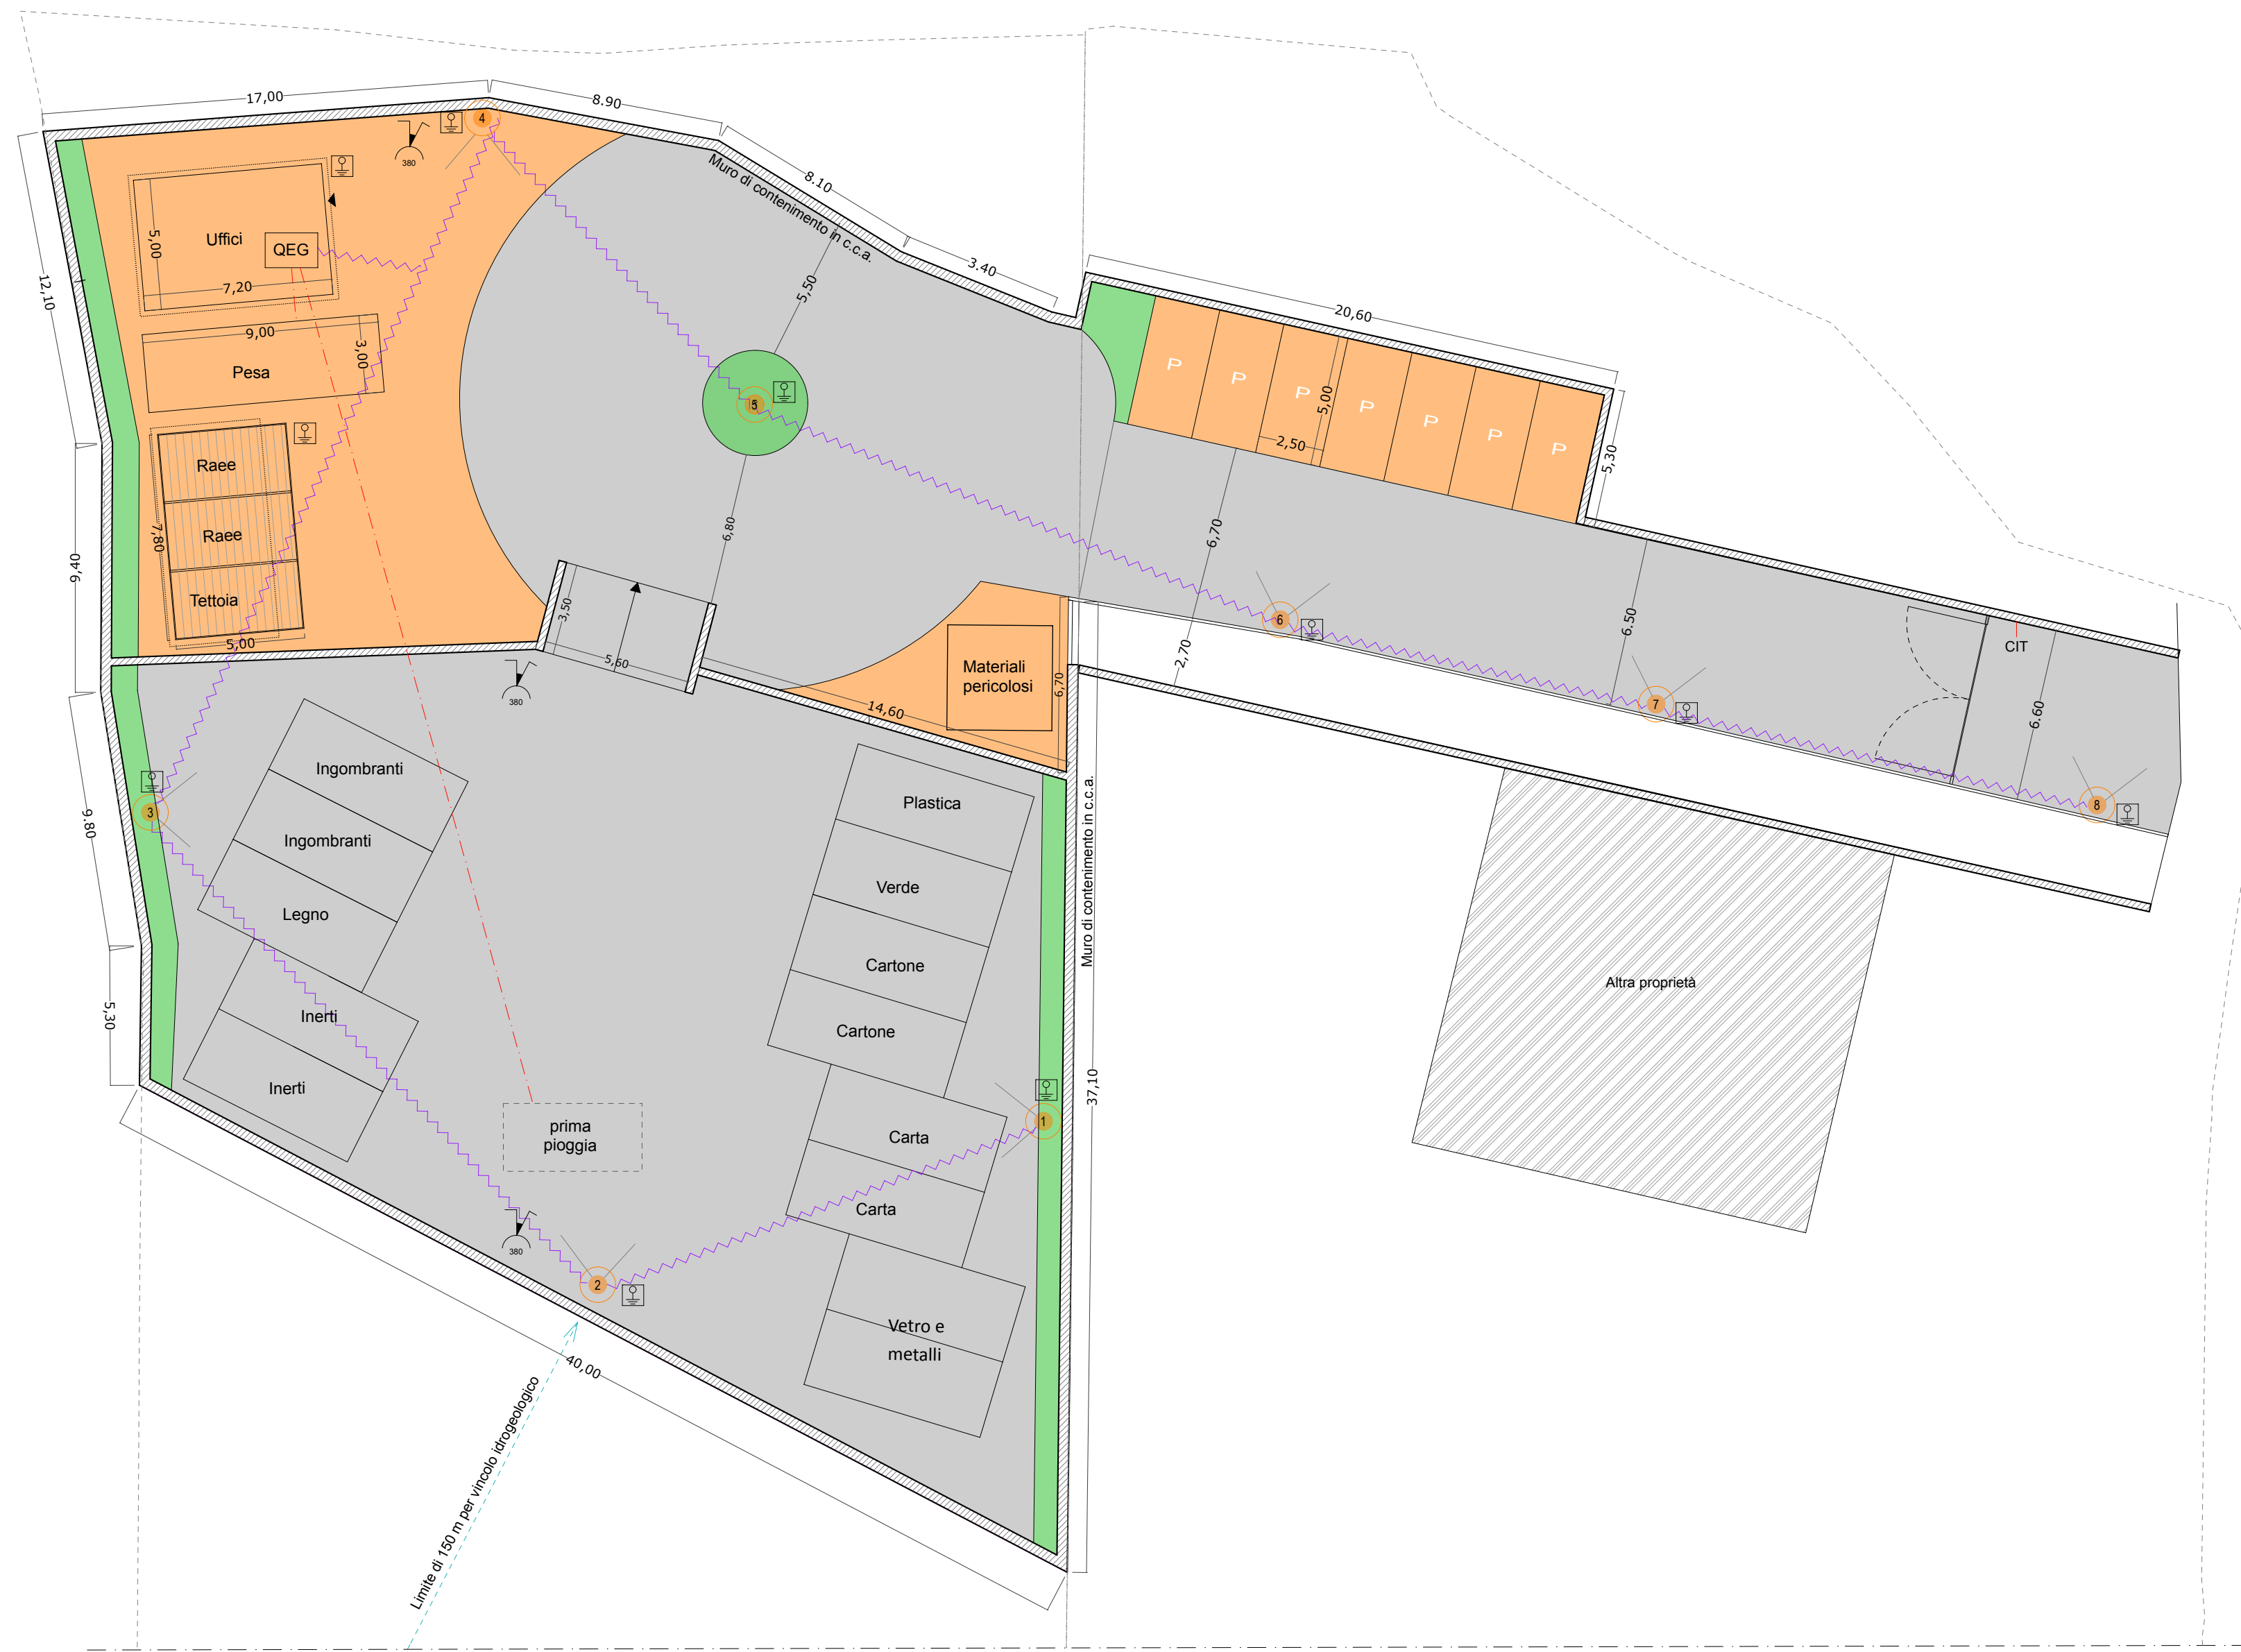 17,00
8.90
8.10
3.40
Muro di contenimento in c.c.a.
4
380
Uffici
5,00
QEG
7,20
12,10
9,00
3,00
Pesa
5,50
20,60
P
P
P
P
P
P
P
5,00
2,50
5,30
Raee
Raee
Tettoia
7,80
5,00
9,40
3,50
5,60
6,80
6,70
6.50
2,70
6
7
8
CIT
6.60
Materiali
pericolosi
6,70
14,60
380
Ingombranti
Ingombranti
Legno
Inerti
Inerti
3
9.80
5,30
Plastica
Verde
Cartone
Cartone
Carta
Carta
Vetro e
metalli
Muro di contenimento in c.c.a.
37,10
1
prima
pioggia
380
2
40,00
Limite di 150 m per vincolo idrogeologico
Altra proprietà